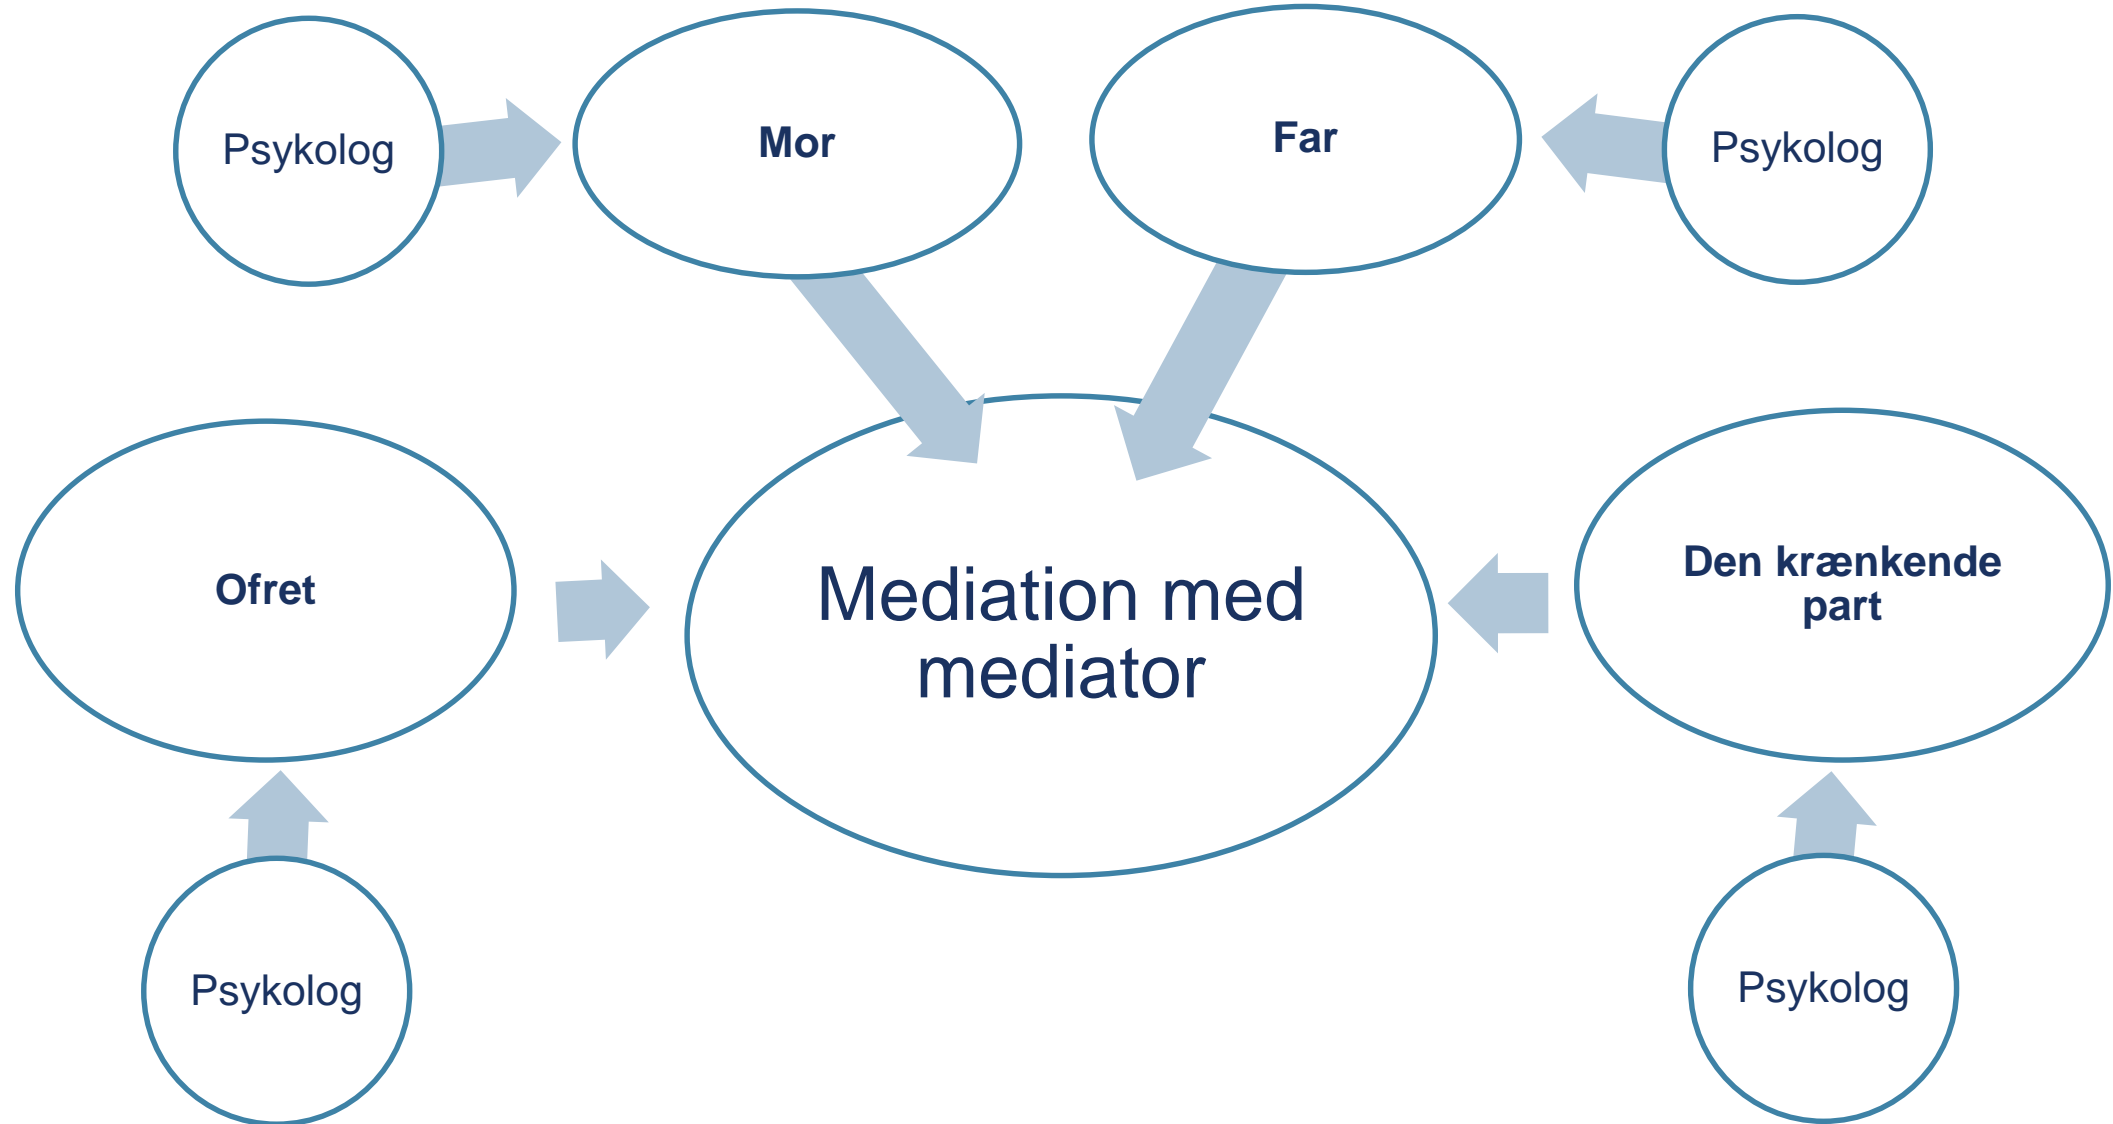 Psykolog
Mor
Far
Psykolog
Ofret
Mediation med
mediator
Den krænkende
part
Psykolog
Psykolog